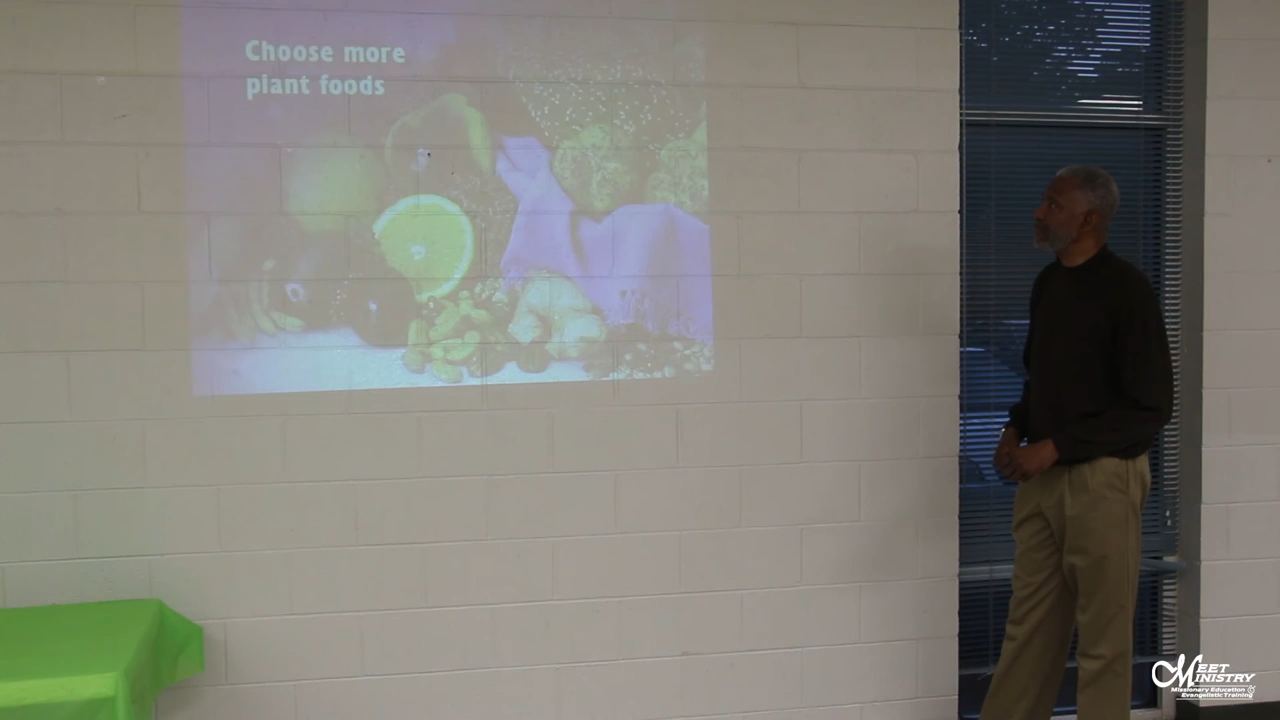 Choose more
plant foods
MEET
MINISTRY
Missionary Education &
Evangelistic Training